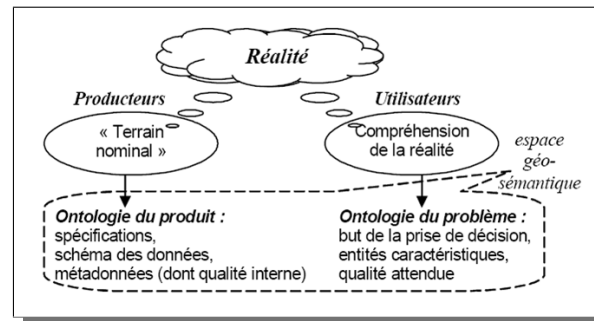 Réalité
Producteurs
Utilisateurs
« Terrain
nominal »
Compréhension
de la réalité
espace
géo-
sémantique
Ontologie du produit :
spécifications,
schéma des données,
métadonnées (dont qualité interne)
Ontologie du problème :
but de la prise de décision,
entités caractéristiques,
qualité attendue